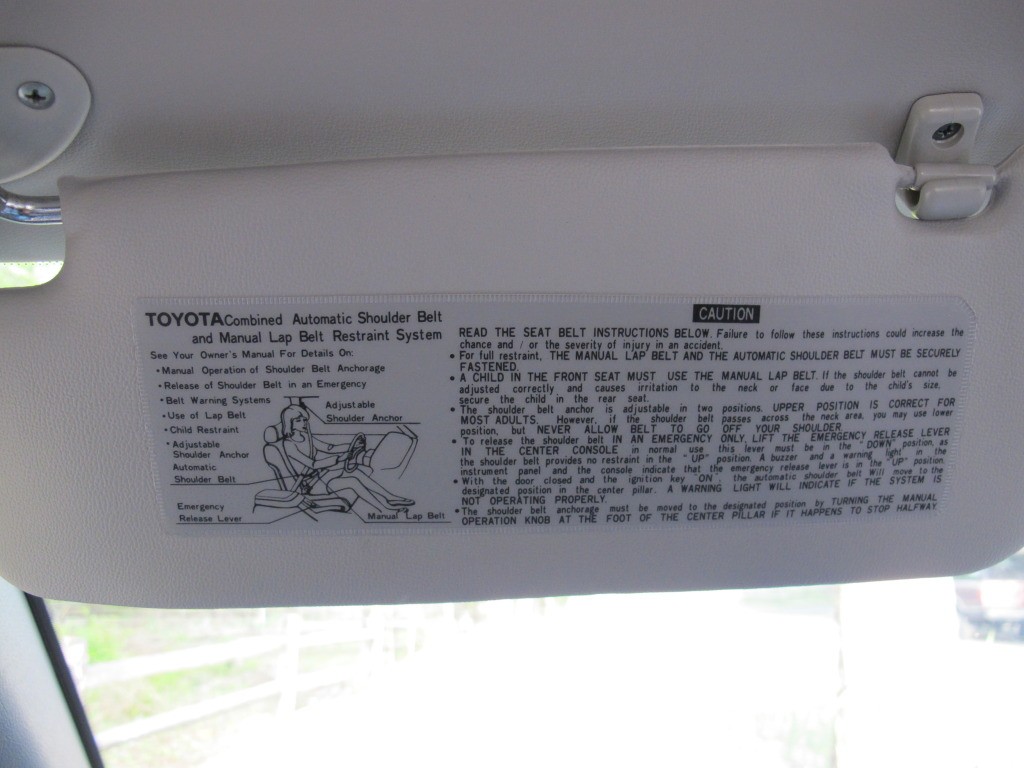 TOYOTA Combined Automatic Shoulder Belt
and Manual Lap Belt Restraint System
See Your Owner's Manual For Details On:
• Manual Operation of Shoulder Belt Anchorage
• Release of Shoulder Belt in an Emergency
• Belt Warning Systems
• Use of Lap Belt
• Child Restraint
• Adjustable
Shoulder Anchor
Automatic
Shoulder Belt
Emergency
Release Lever
Adjustable
Shoulder Anchor
Manual Lap Belt
CAUTION
READ THE SEAT BELT INSTRUCTIONS BELOW. Failure to follow these instructions could increase the
chance and / or the severity of injury in an accident.
• For full restraint, THE MANUAL LAP BELT AND THE AUTOMATIC SHOULDER BELT MUST BE SECURELY
FASTENED.
• A CHILD IN THE FRONT SEAT MUST USE THE MANUAL LAP BELT. If the shoulder belt cannot be
adjusted correctly and causes irritation to the neck or face due to the child's size,
secure the child in the rear seat.
• The shoulder belt anchor is adjustable in two positions. UPPER POSITION IS CORRECT FOR
MOST ADULTS. However, if the shoulder belt passes across the neck area, you may use lower
position, but NEVER ALLOW BELT TO GO OFF YOUR SHOULDER.
• To release the shoulder belt IN AN EMERGENCY ONLY, LIFT THE EMERGENCY RELEASE LEVER
IN THE CENTER CONSOLE in normal use this lever must be in the "DOWN" position, as
the shoulder belt provides no restraint in the "UP" position. A buzzer and a warning light in the
instrument panel and the console indicate that the emergency release lever is in the "UP" position.
• With the door closed and the ignition key "ON", the automatic shoulder belt Will move to the
designated position in the center pillar. A WARNING LIGHT WILL INDICATE IF THE SYSTEM IS
NOT OPERATING PROPERLY.
• The shoulder belt anchorage must be moved to the designated position by TURNING THE MANUAL
OPERATION KNOB AT THE FOOT OF THE CENTER PILLAR IF IT HAPPENS TO STOP HALFWAY.